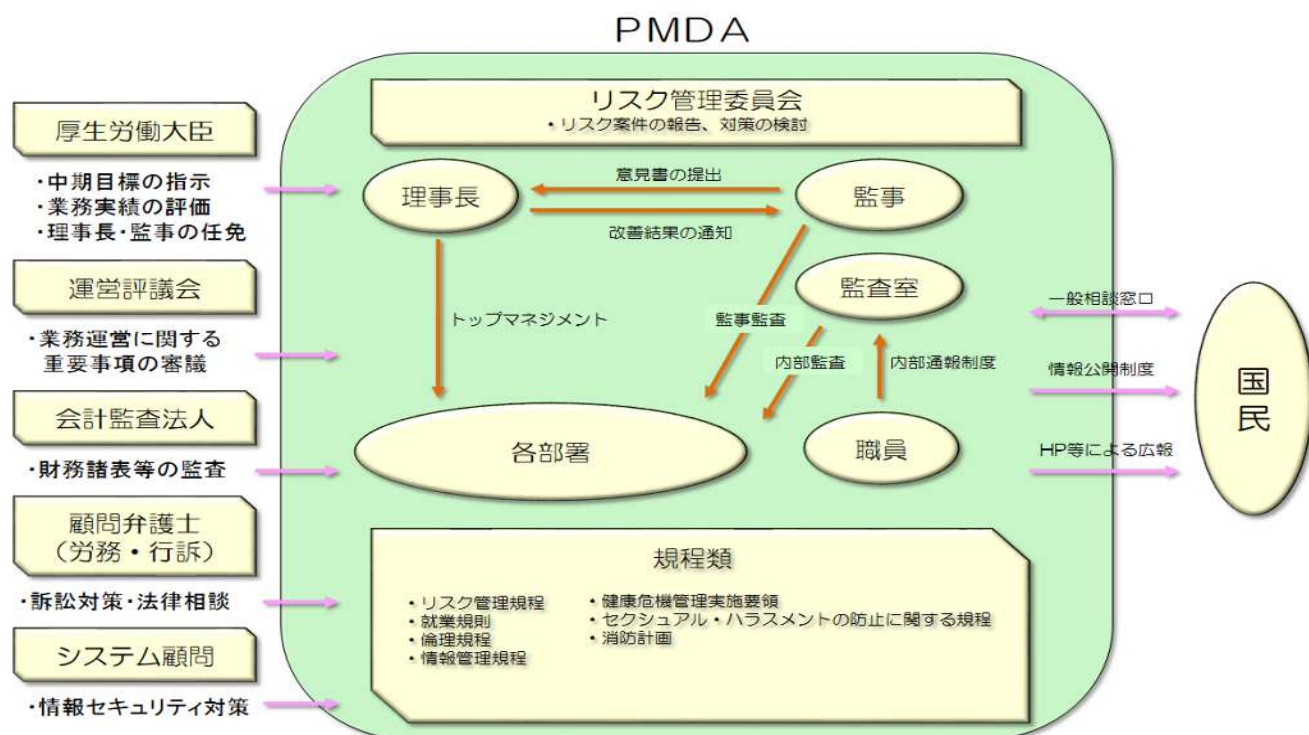 PMDA
リスク管理委員会
・リスク案件の報告、対策の検討
厚生労働大臣
・中期目標の指示
・業務実績の評価
・理事長・監事の任免
運営評議会
・業務運営に関する
重要事項の審議
会計監査法人
・財務諸表等の監査
顧問弁護士
（労務・行訴）
・訴訟対策・法律相談
システム顧問
・情報セキュリティ対策
理事長
意見書の提出
監事
改善結果の通知
監査室
トップマネジメント
監事監査
内部監査
内部通報制度
各部署
職員
一般相談窓口
情報公開制度
HP等による広報
国民
規程類
・リスク管理規程
・就業規則
・倫理規程
・情報管理規程
・健康危機管理実施要領
・セクシュアル・ハラスメントの防止に関する規程
・消防計画